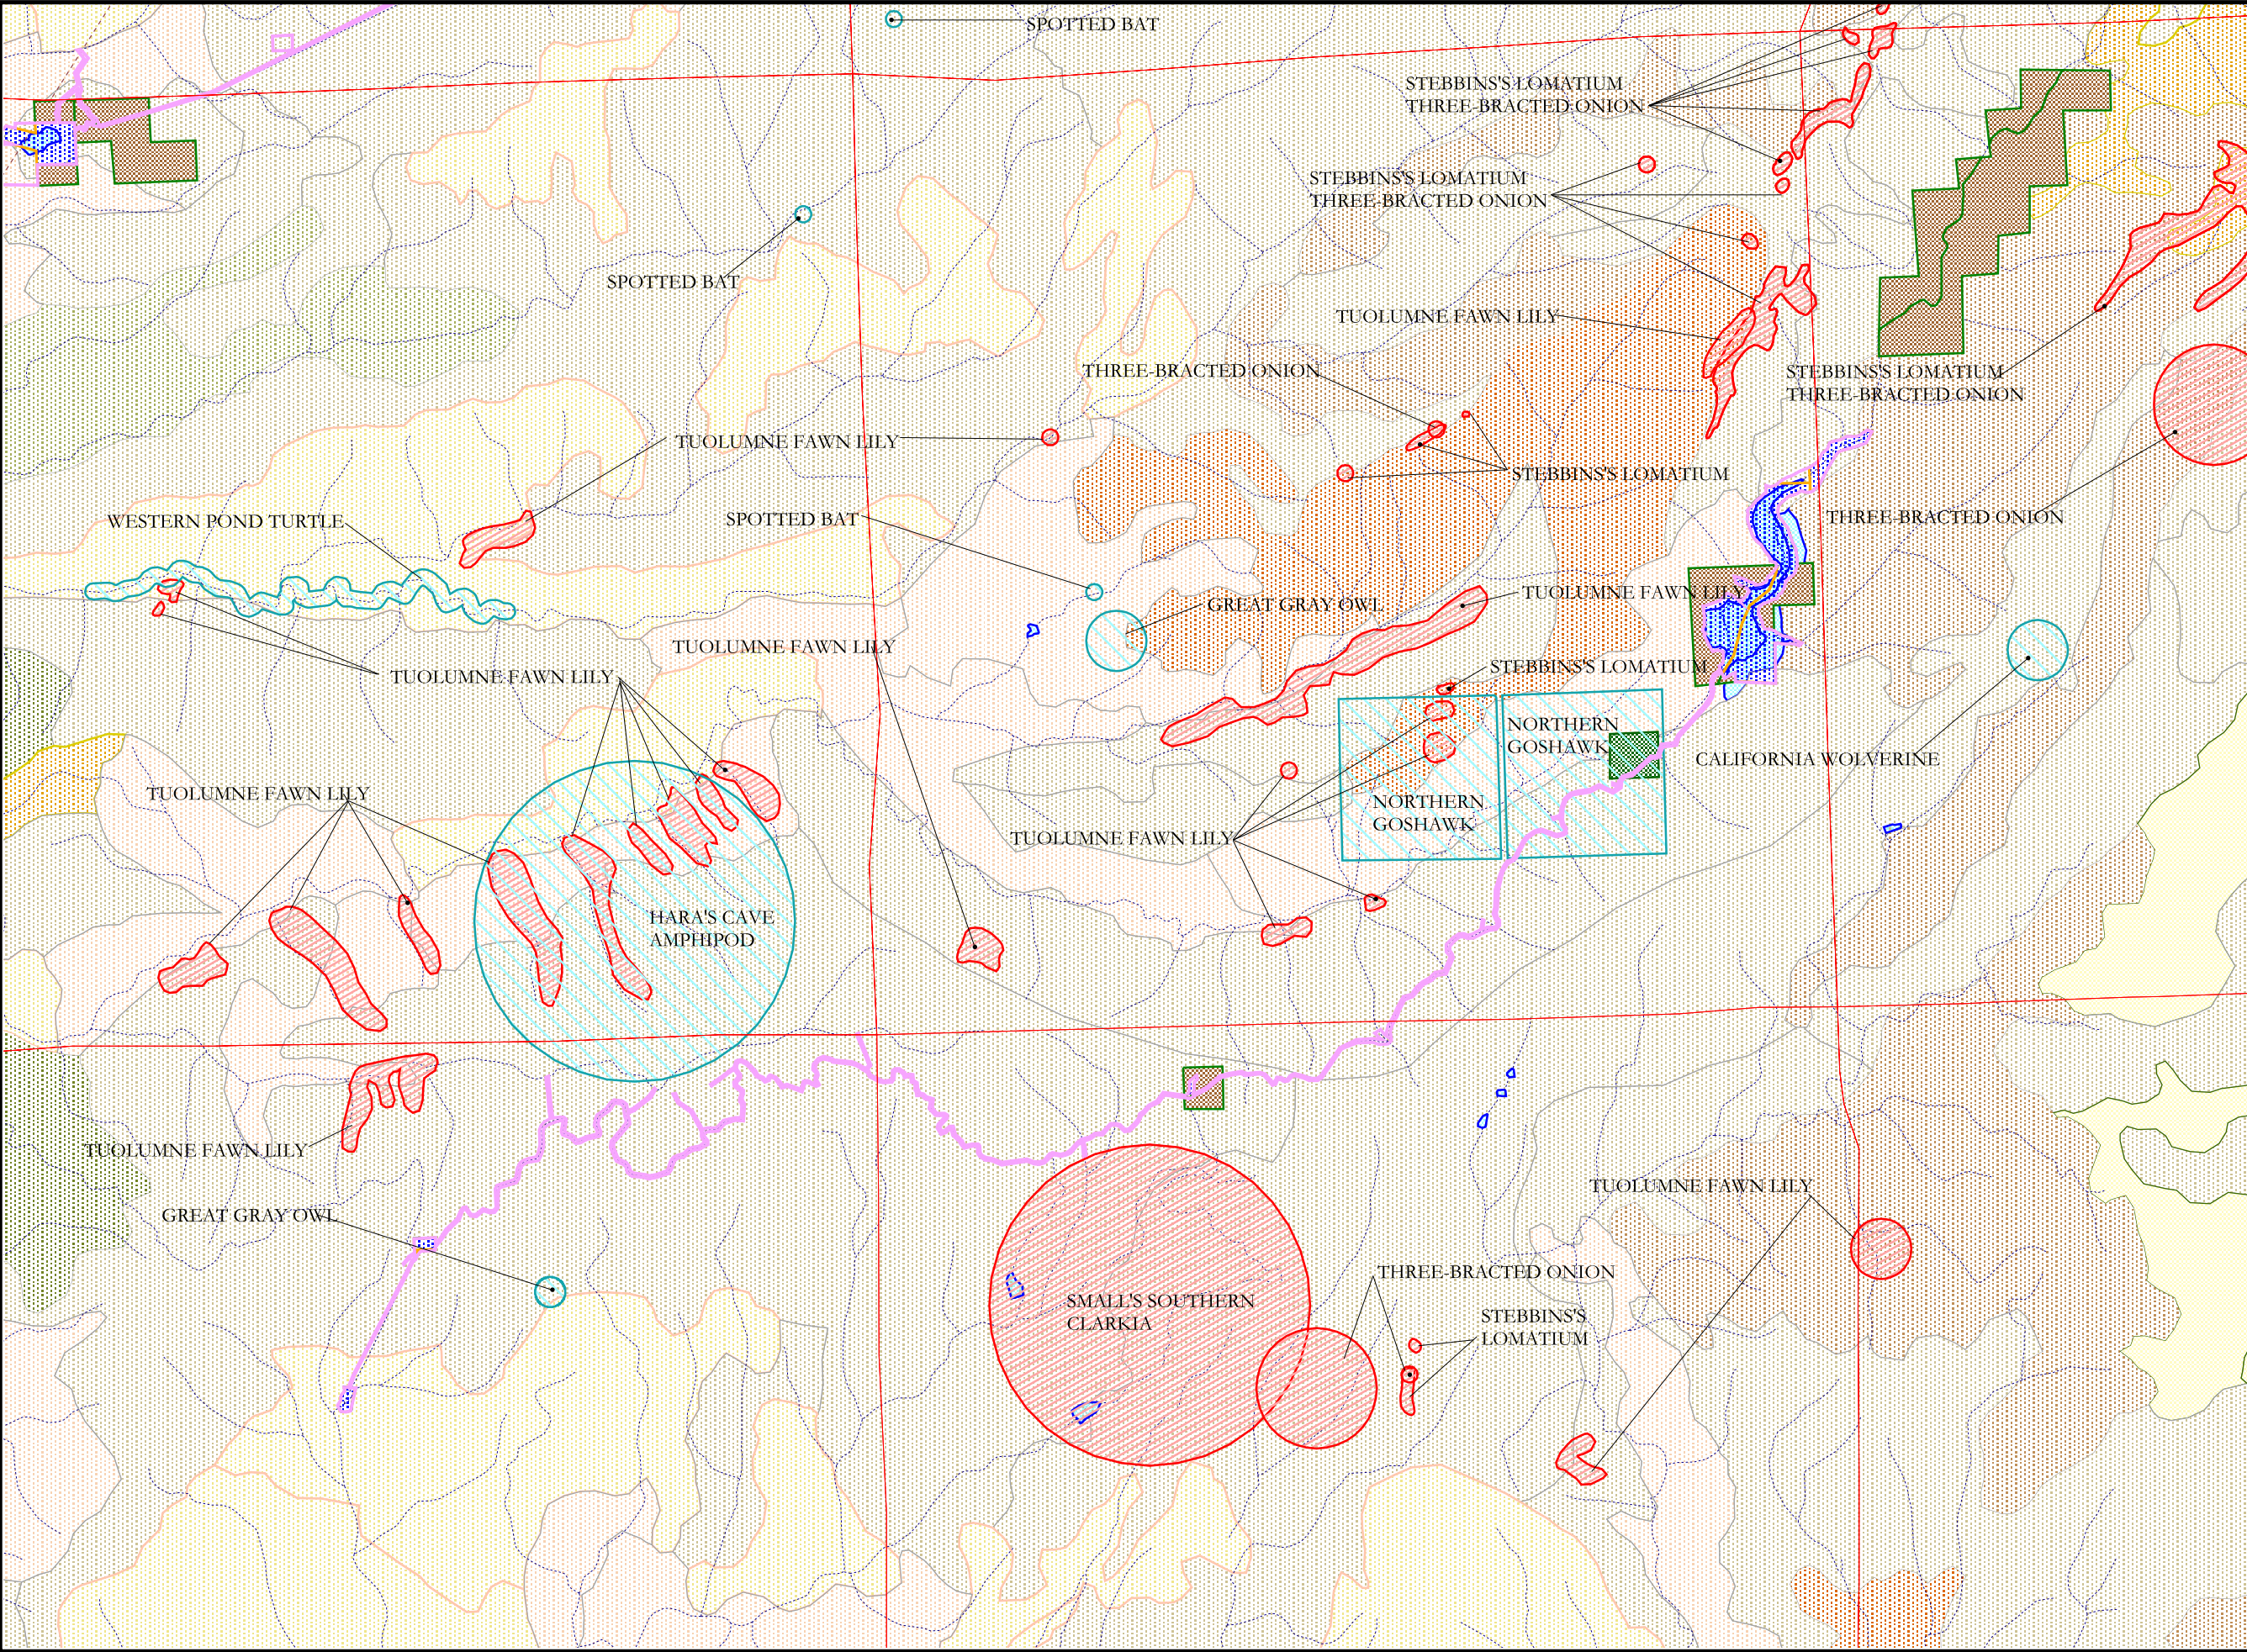 SPOTTED BAT
STEBBINS'S LOMATIUM
THREE-BRACTED ONION
STEBBINS'S LOMATIUM
THREE-BRACTED ONION
SPOTTED BAT
TUOLUMNE FAWN LILY
THREE-BRACTED ONION
STEBBINS'S LOMATIUM
THREE-BRACTED ONION
TUOLUMNE FAWN LILY
STEBBINS'S LOMATIUM
WESTERN POND TURTLE
SPOTTED BAT
THREE-BRACTED ONION
TUOLUMNE FAWN LILY
GREAT GRAY OWL
TUOLUMNE FAWN LILY
STEBBINS'S LOMATIUM
TUOLUMNE FAWN LILY
NORTHERN
GOSHAWK
CALIFORNIA WOLVERINE
TUOLUMNE FAWN LILY
NORTHERN
GOSHAWK
TUOLUMNE FAWN LILY
HARA'S CAVE
AMPHIPOD
TUOLUMNE FAWN LILY
TUOLUMNE FAWN LILY
GREAT GRAY OWL
THREE-BRACTED ONION
SMALL'S SOUTHERN
CLARKIA
STEBBINS'S
LOMATIUM